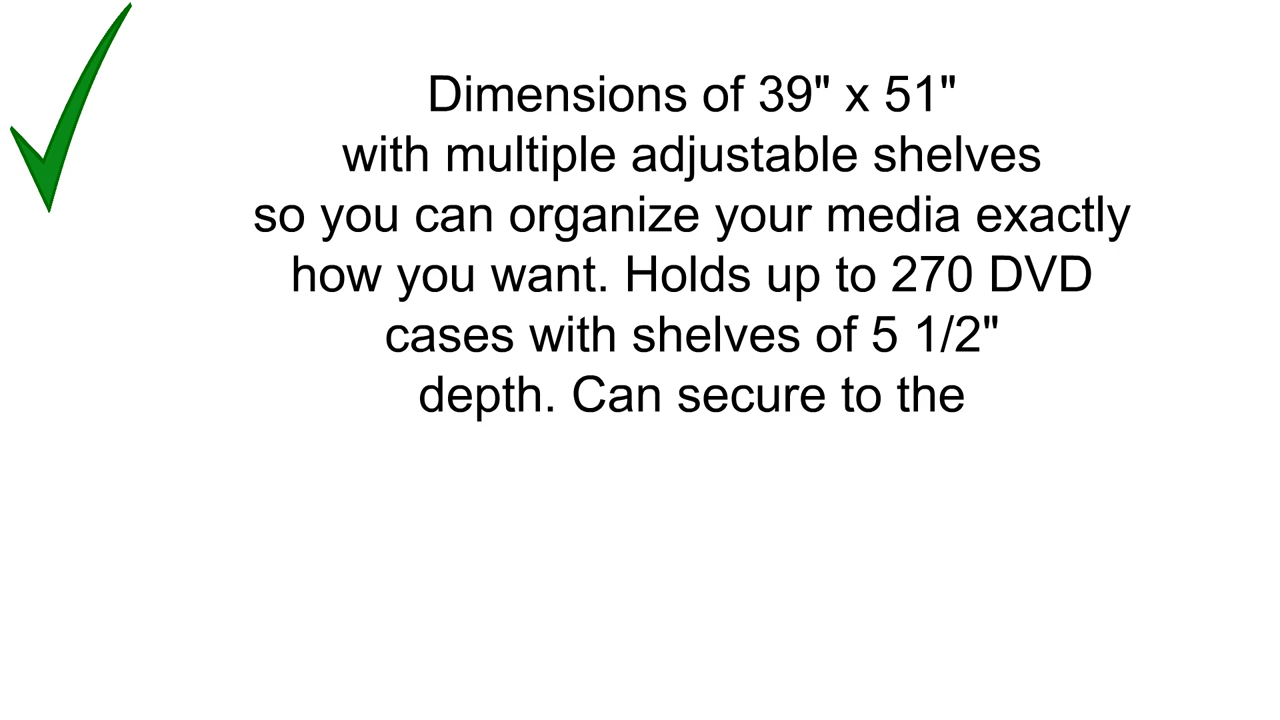 Dimensions of 39" x 51"
with multiple adjustable shelves
so you can organize your media exactly
how you want. Holds up to 270 DVD
cases with shelves of 5 1/2"
depth. Can secure to the